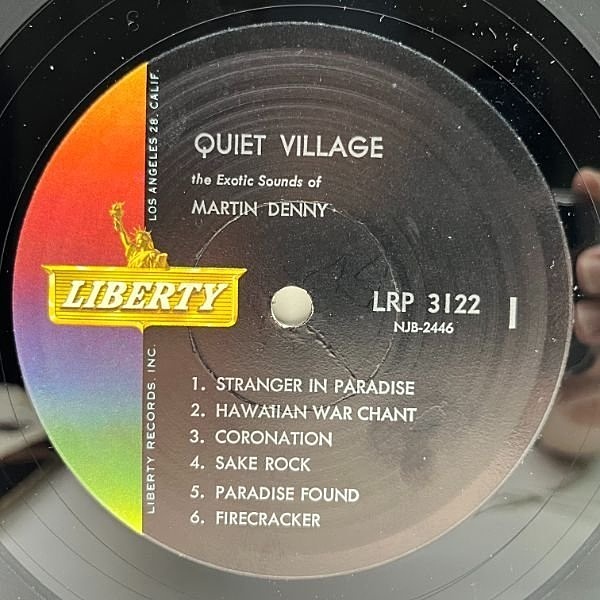 QUIET VILLAGE
the Exotic Sounds of
MARTIN DENNY
LIBERTY
LRP 3122 1
NJB-2446
1. STRANGER IN PARADISE
2. HAWAIIAN WAR CHANT
3. CORONATION
4. SAKE ROCK
5. PARADISE FOUND
6. FIRECRACKER
LIBERTY RECORDS, INC.
LOS ANGELES 28, CALIF.